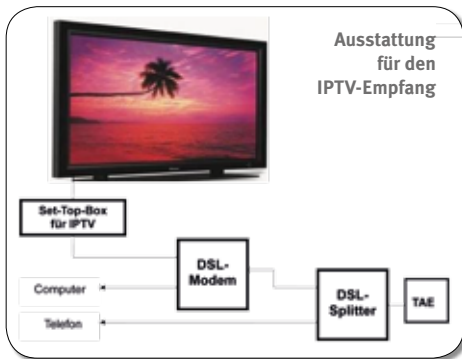 Ausstattung
für den
IPTV-Empfang
Set-Top-Box
für IPTV
DSL-
Modem
Computer
DSL-
Splitter
TAE
Telefon